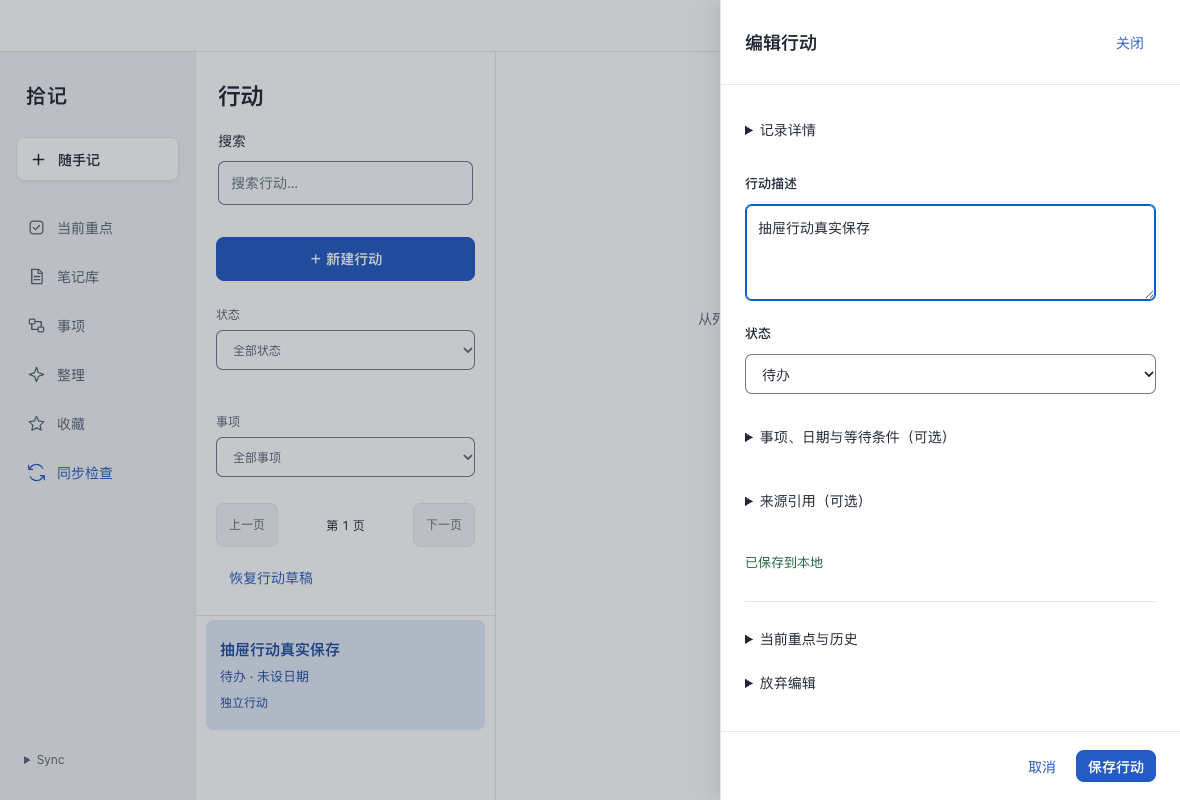 拾记
+ 随手记
当前重点
笔记库
事项
整理
收藏
同步检查
Sync
行动
搜索
搜索行动...
+ 新建行动
状态
全部状态
事项
全部事项
上一页
第 1 页
下一页
恢复行动草稿
抽屉行动真实保存
待办 · 未设日期
独立行动
从列
编辑行动
关闭
记录详情
行动描述
抽屉行动真实保存
状态
待办
事项、日期与等待条件（可选）
来源引用（可选）
已保存到本地
当前重点与历史
放弃编辑
取消
保存行动